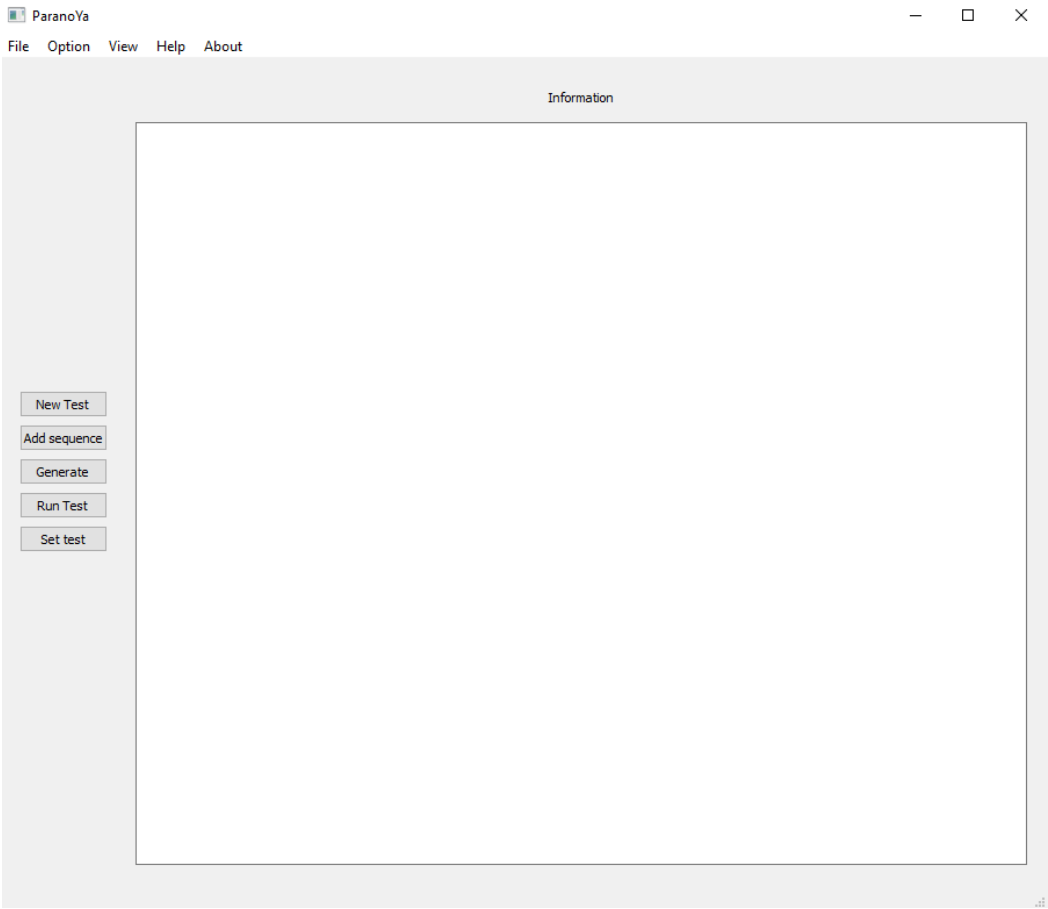 ParanoYa
File Option View Help About
Information
New Test
Add sequence
Generate
Run Test
Set test